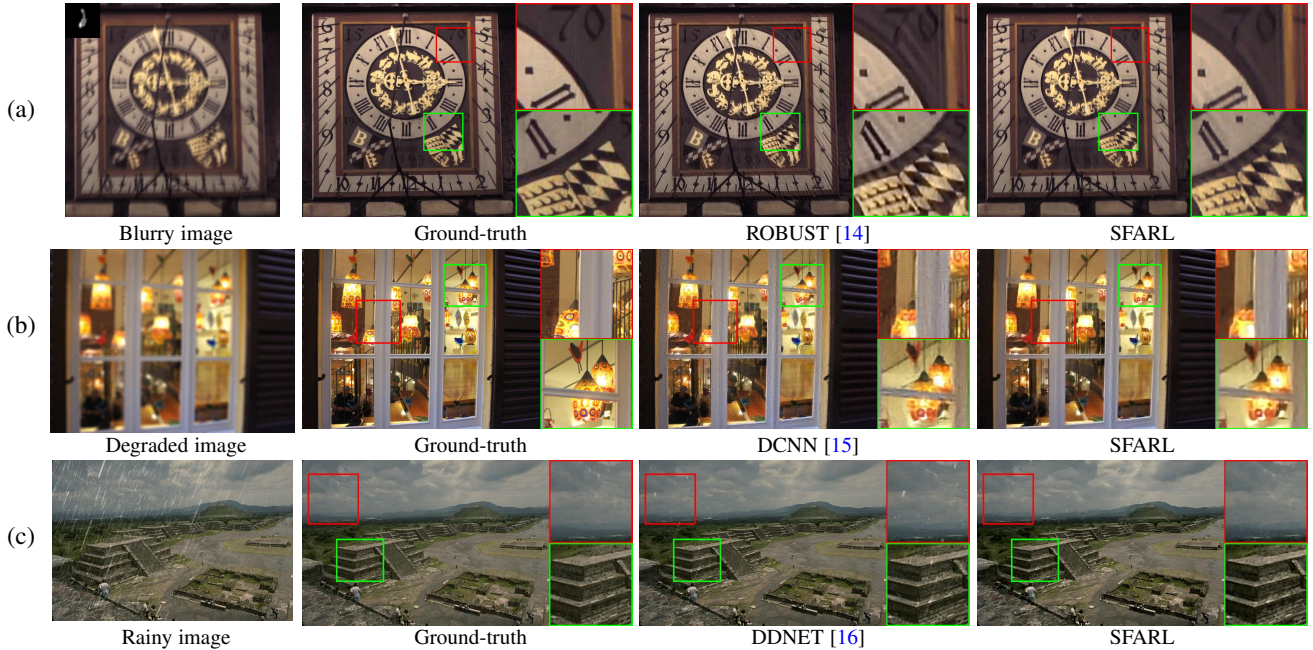 (a)
Blurry image Ground-truth ROBUST [14] SFARL
(b)
Degraded image Ground-truth DCNN [15] SFARL
(c)
Rainy image Ground-truth DDNET [16] SFARL